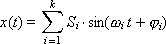 x(t) = \sum_{i=1}^{k} S_i \cdot \sin(\omega_i t + \varphi_i)